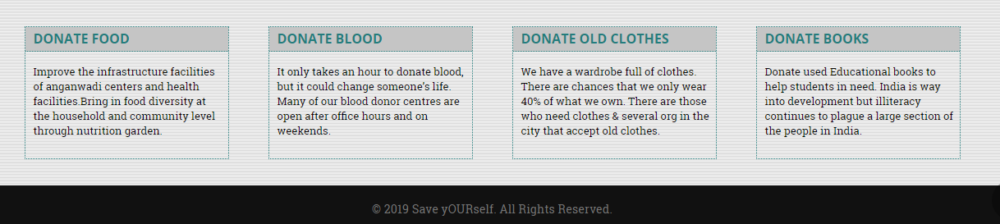 DONATE FOOD
Improve the infrastructure facilities
of anganwadi centers and health
facilities.Bring in food diversity at
the household and community level
through nutrition garden.
DONATE BLOOD
It only takes an hour to donate blood,
but it could change someone's life.
Many of our blood donor centres are
open after office hours and on
weekends.
DONATE OLD CLOTHES
We have a wardrobe full of clothes.
There are chances that we only wear
40% of what we own. There are those
who need clothes & several org in the
city that accept old clothes.
DONATE BOOKS
Donate used Educational books to
help students in need. India is way
into development but illiteracy
continues to plague a large section of
the people in India.
© 2019 Save yOURself. All Rights Reserved.